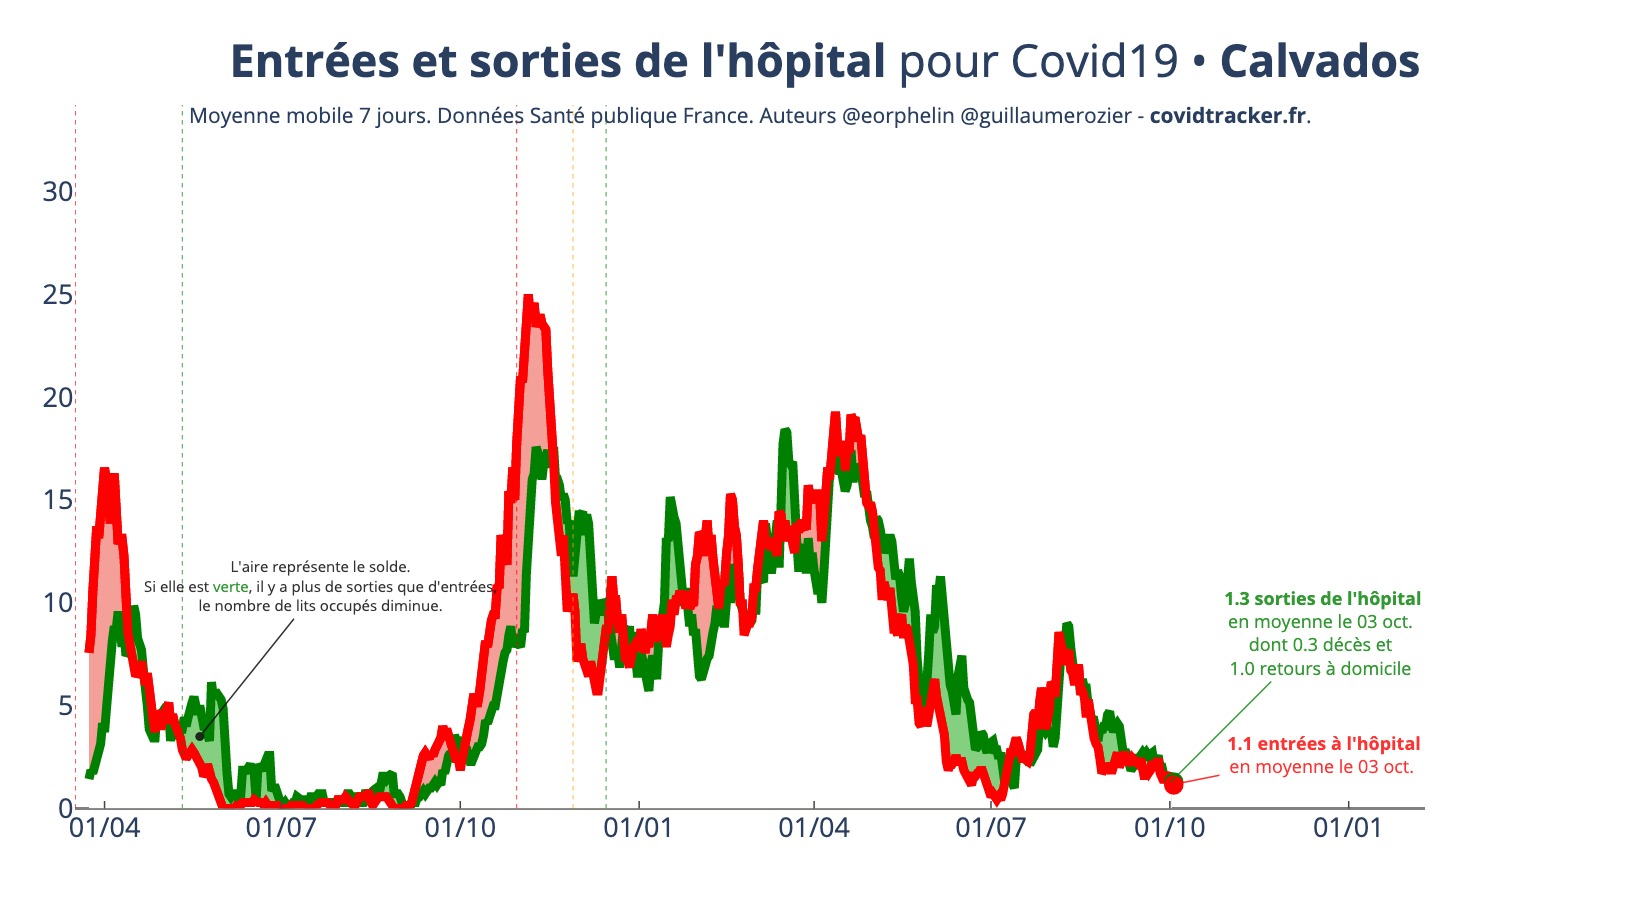 Entrées et sorties de l'hôpital pour Covid19 • Calvados
Moyenne mobile 7 jours. Données Santé publique France. Auteurs @eorphelin @guillaumerozier - covidtracker.fr.
30
25
20
15
10
5
0
L'aire représente le solde.
Si elle est verte, il y a plus de sorties que d'entrées,
le nombre de lits occupés diminue.
1.3 sorties de l'hôpital
en moyenne le 03 oct.
dont 0.3 décès et
1.0 retours à domicile
1.1 entrées à l'hôpital
en moyenne le 03 oct.
01/04
01/07
01/10
01/01
01/04
01/07
01/10
01/01